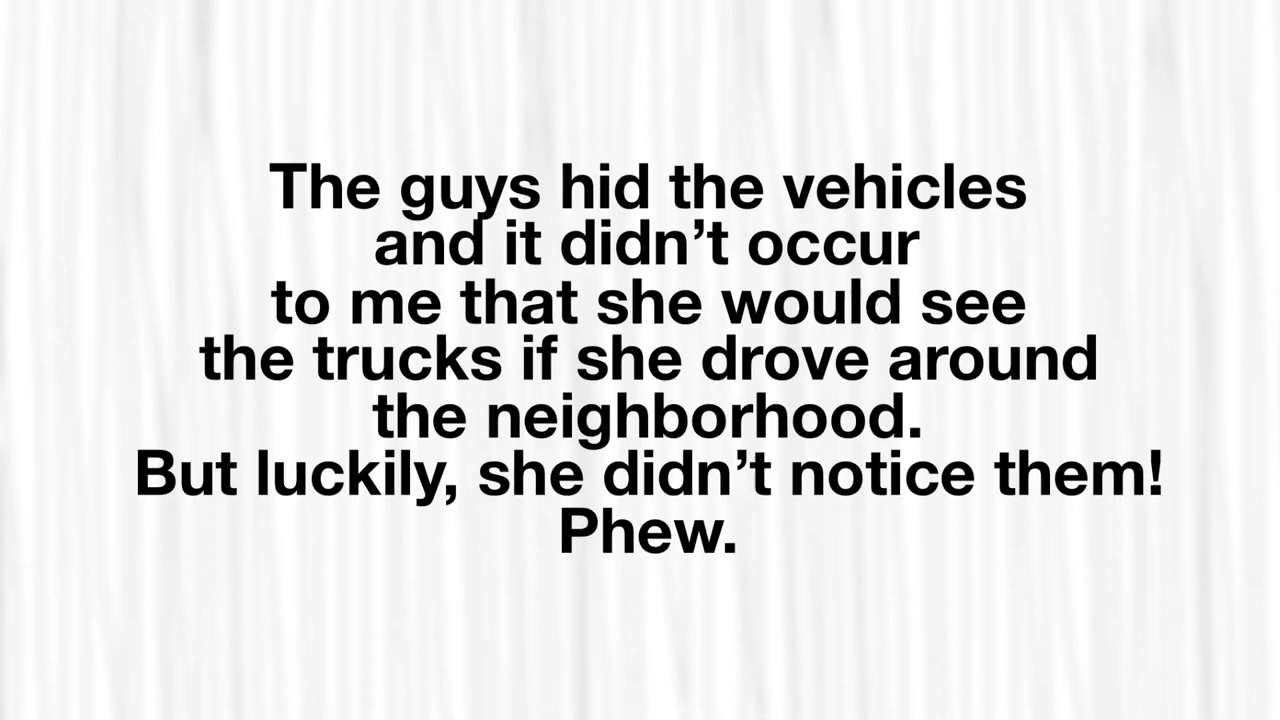 The guys hid the vehicles
and it didn’t occur
to me that she would see
the trucks if she drove around
the neighborhood.
But luckily, she didn’t notice them!
Phew.